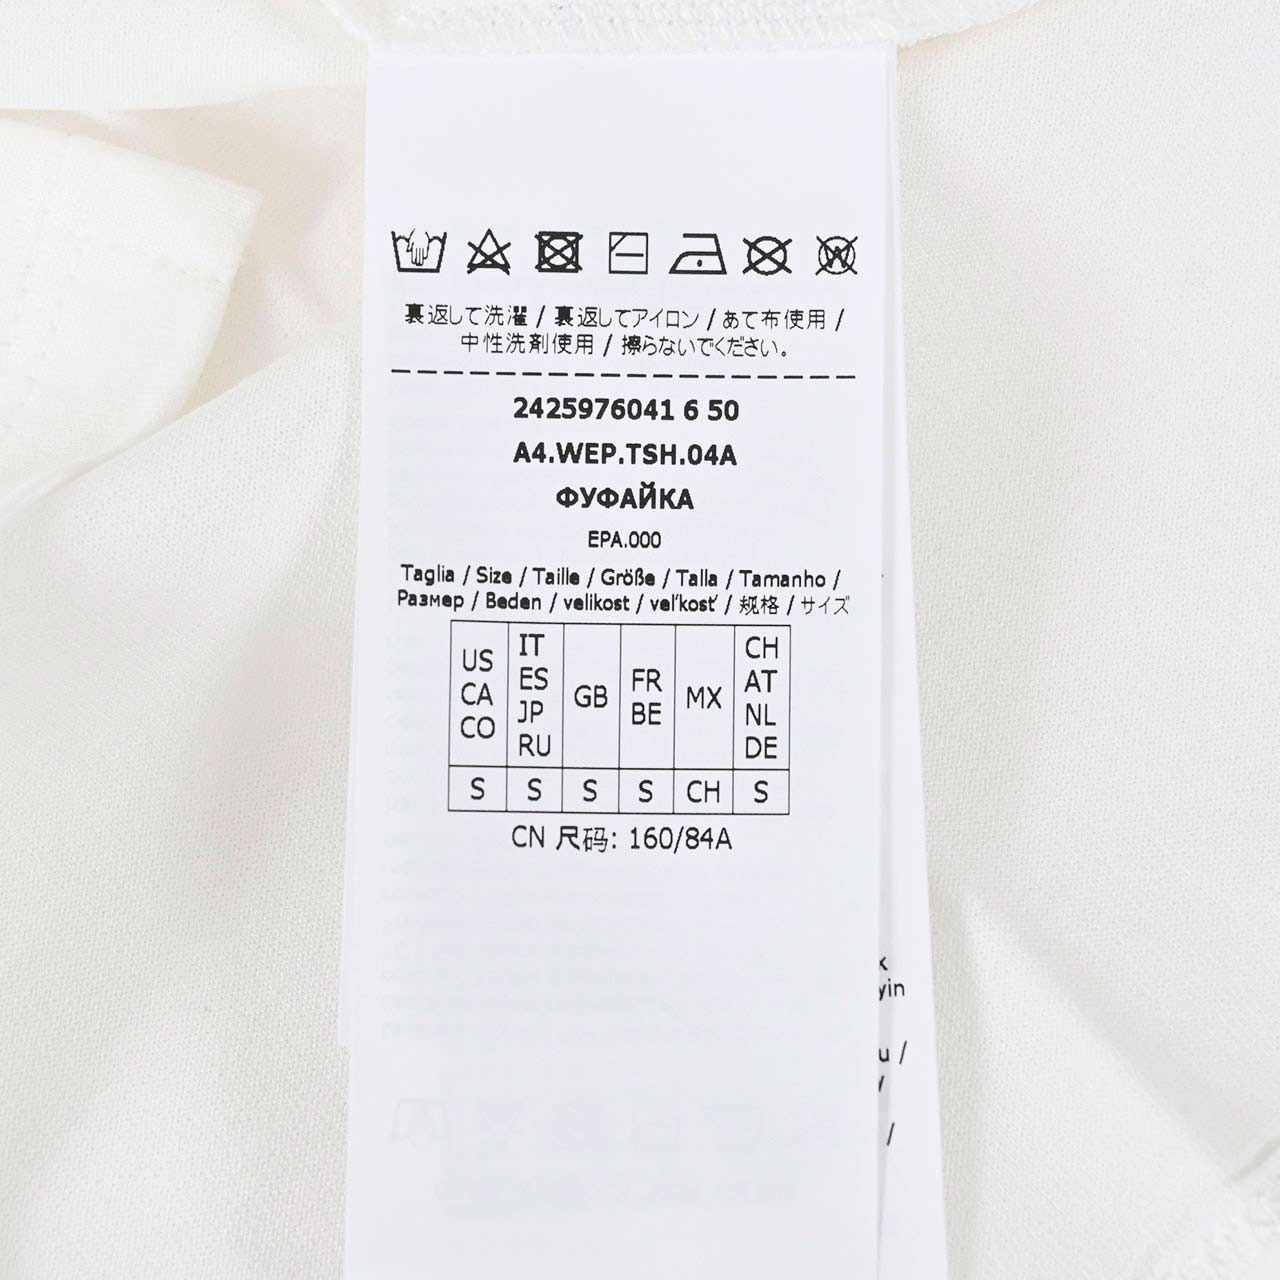 裏返して洗濯 / 裏返してアイロン / あて布使用 /
中性洗剤使用 / 擦らないでください。
2425976041 6 50
A4.WEP.TSH.04A
ФУФАЙКА
EPA.000
Taglia / Size / Taille / Größe / Talla / Tamanho /
Размер / Beden / velikost / veľkosť / 规格 / サイズ
US CA CO
IT ES JP RU
GB
FR BE
MX
CH AT NL DE
S S S S CH S
CN 尺码: 160/84A
yin
u /
/